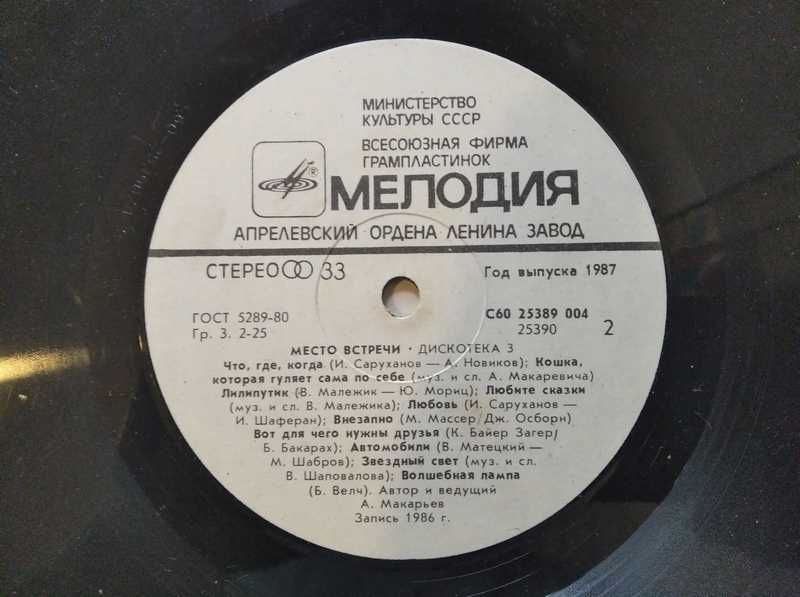 МИНИСТЕРСТВО
КУЛЬТУРЫ СССР
ВСЕСОЮЗНАЯ ФИРМА
ГРАМПЛАСТИНОК
®
МЕЛОДИЯ
АПРЕЛЕВСКИЙ ОРДЕНА ЛЕНИНА ЗАВОД
СТЕРЕО 33
Год выпуска 1987
ГОСТ 5289-80
Гр. 3. 2-25
С60 25389 004
25390
2
МЕСТО ВСТРЕЧИ · ДИСКОТЕКА 3
Что, где, когда (И. Саруханов — А. Новиков); Кошка,
которая гуляет сама по себе (муз. и сл. А. Макаревича)
Лилипутик (В. Малежик — Ю. Мориц); Любите сказки
(муз. и сл. В. Малежика); Любовь (И. Саруханов —
И. Шаферан); Внезапно (М. Массер/Дж. Осборн)
Вот для чего нужны друзья (К. Байер Загер/
Б. Бакарах); Автомобили (В. Матецкий —
М. Шабров); Звездный свет (муз. и сл.
В. Шаповалова); Волшебная лампа
(Б. Велч). Автор и ведущий
А. Макарьев
Запись 1986 г.